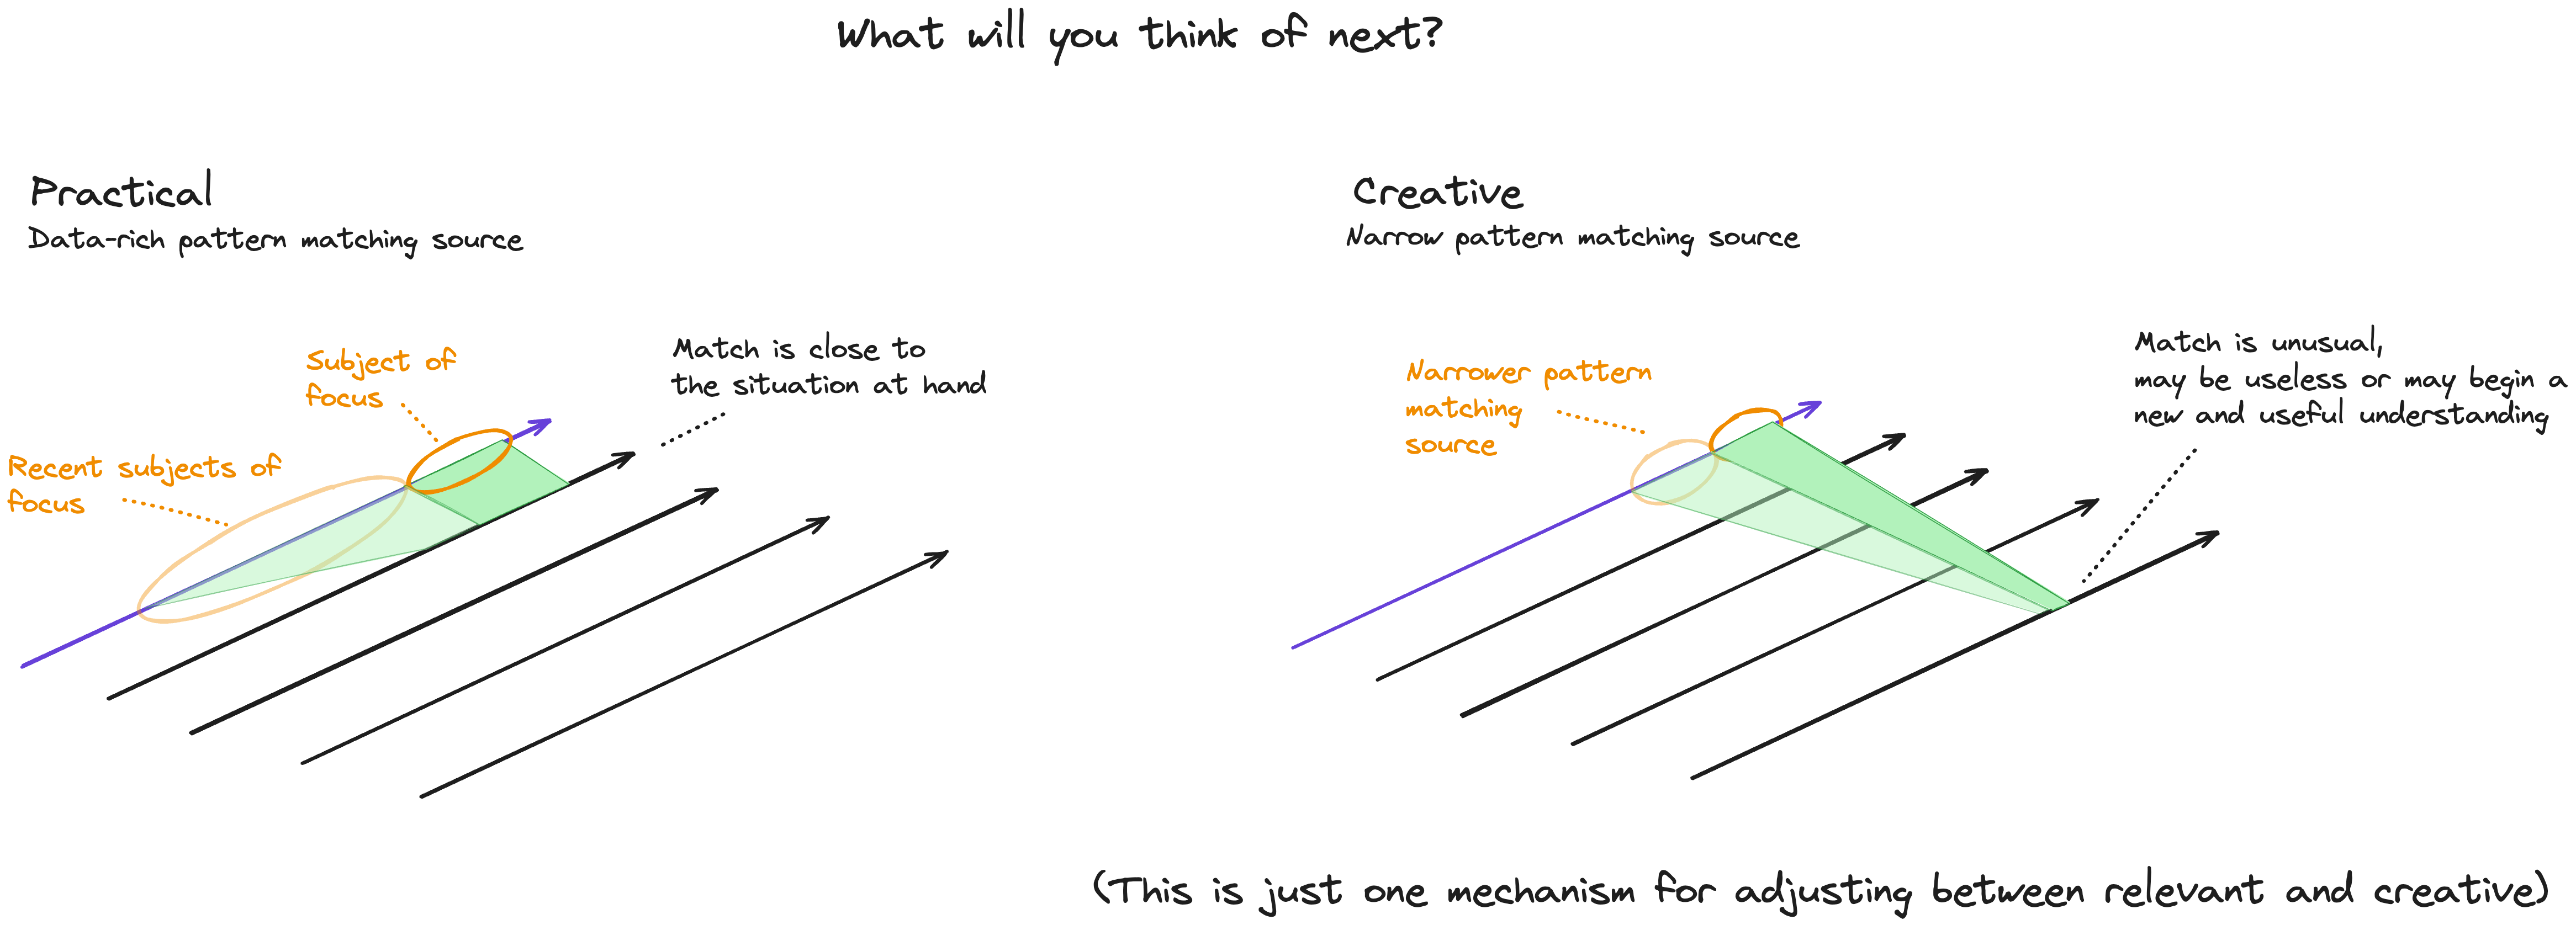 What will you think of next?
Practical
Data-rich pattern matching source
Subject of
focus
Recent subjects of
focus
Match is close to
the situation at hand
Creative
Narrow pattern matching source
Narrower pattern
matching
source
Match is unusual,
may be useless or may begin a
new and useful understanding
(This is just one mechanism for adjusting between relevant and creative)